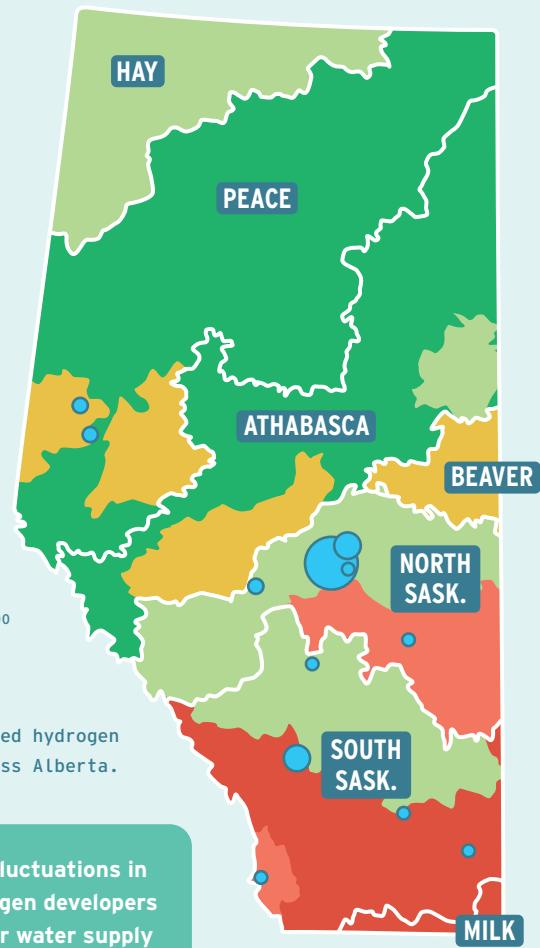 HAY
PEACE
ATHABASCA
BEAVER
NORTH
SASK.
SOUTH
SASK.
ed hydrogen
ss Alberta.
luctuations in
gen developers
r water supply
MILK